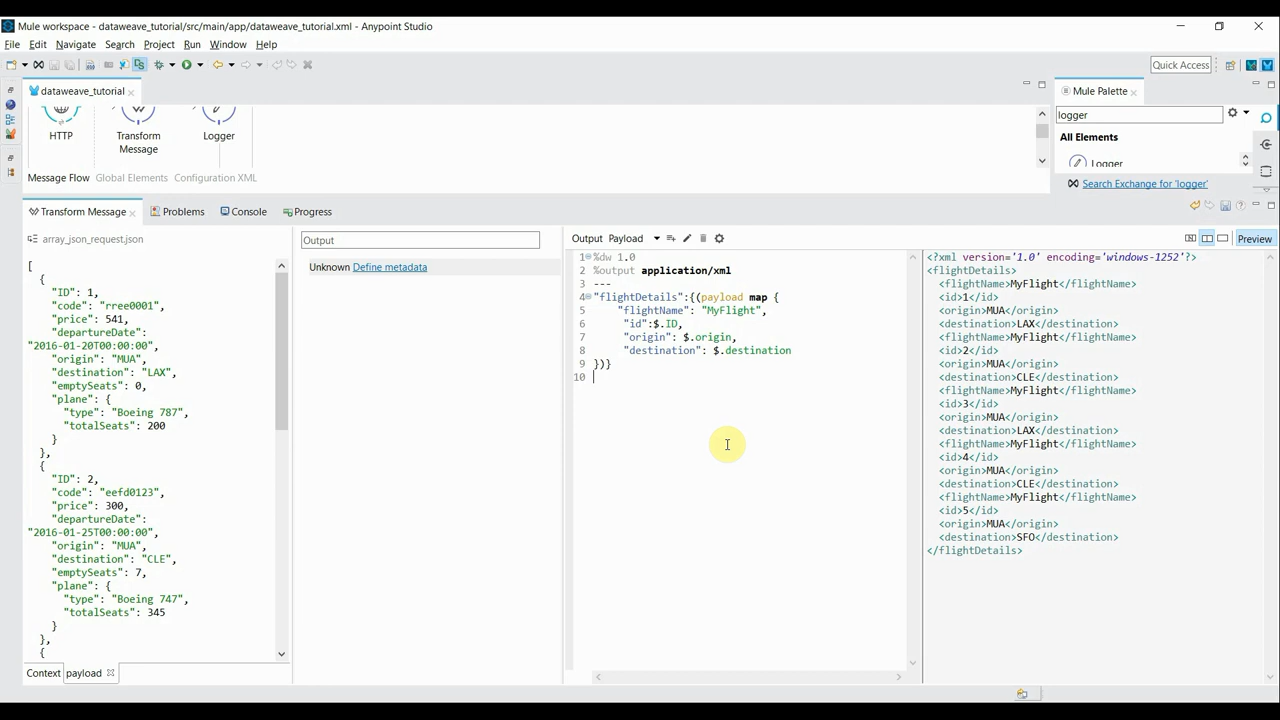 Mule workspace - dataweave_tutorial/src/main/app/dataweave_tutorial.xml - Anypoint Studio
File Edit Navigate Search Project Run Window Help
Quick Access
dataweave_tutorial
HTTP
Transform
Message
Logger
Message Flow Global Elements Configuration XML
Mule Palette
logger
All Elements
Logger
Search Exchange for 'logger'
Transform Message Problems Console Progress
array_json_request.json
[
{
"ID": 1,
"code": "rree0001",
"price": 541,
"departureDate":
"2016-01-20T00:00:00",
"origin": "MUA",
"destination": "LAX",
"emptySeats": 0,
"plane": {
"type": "Boeing 787",
"totalSeats": 200
}
},
{
"ID": 2,
"code": "eefd0123",
"price": 300,
"departureDate":
"2016-01-25T00:00:00",
"origin": "MUA",
"destination": "CLE",
"emptySeats": 7,
"plane": {
"type": "Boeing 747",
"totalSeats": 345
}
},
{
Context payload
Output
Unknown Define metadata
Output Payload
Preview
1 %dw 1.0
2 %output application/xml
3 ---
4 "flightDetails":{(payload map {
5 "flightName": "MyFlight",
6 "id":$.ID,
7 "origin": $.origin,
8 "destination": $.destination
9 })}
10
<?xml version='1.0' encoding='windows-1252'?>
<flightDetails>
<flightName>MyFlight</flightName>
<id>1</id>
<origin>MUA</origin>
<destination>LAX</destination>
<flightName>MyFlight</flightName>
<id>2</id>
<origin>MUA</origin>
<destination>CLE</destination>
<flightName>MyFlight</flightName>
<id>3</id>
<origin>MUA</origin>
<destination>LAX</destination>
<flightName>MyFlight</flightName>
<id>4</id>
<origin>MUA</origin>
<destination>CLE</destination>
<flightName>MyFlight</flightName>
<id>5</id>
<origin>MUA</origin>
<destination>SFO</destination>
</flightDetails>